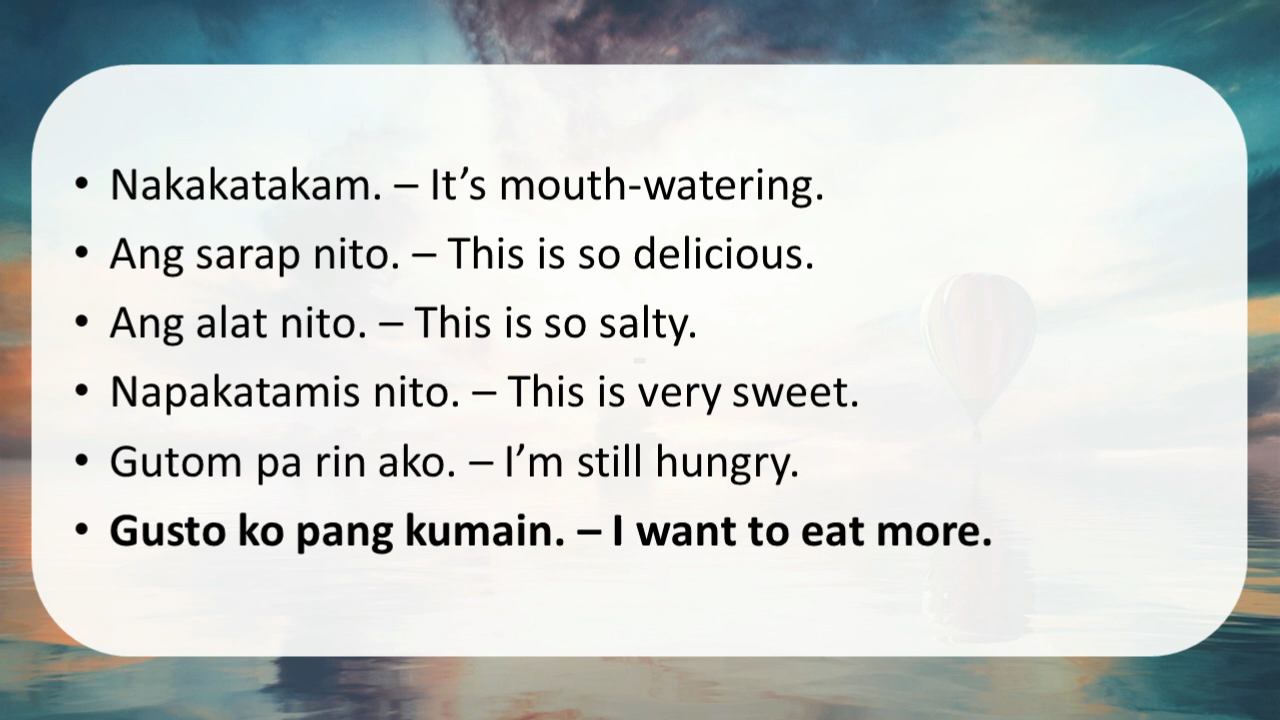 • Nakakatakam. – It’s mouth-watering.
• Ang sarap nito. – This is so delicious.
• Ang alat nito. – This is so salty.
• Napakatamis nito. – This is very sweet.
• Gutom pa rin ako. – I’m still hungry.
• Gusto ko pang kumain. – I want to eat more.